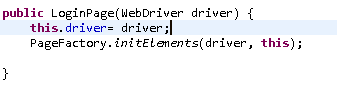 public LoginPage(WebDriver driver) {
this.driver= driver;
PageFactory.initElements(driver, this);
}